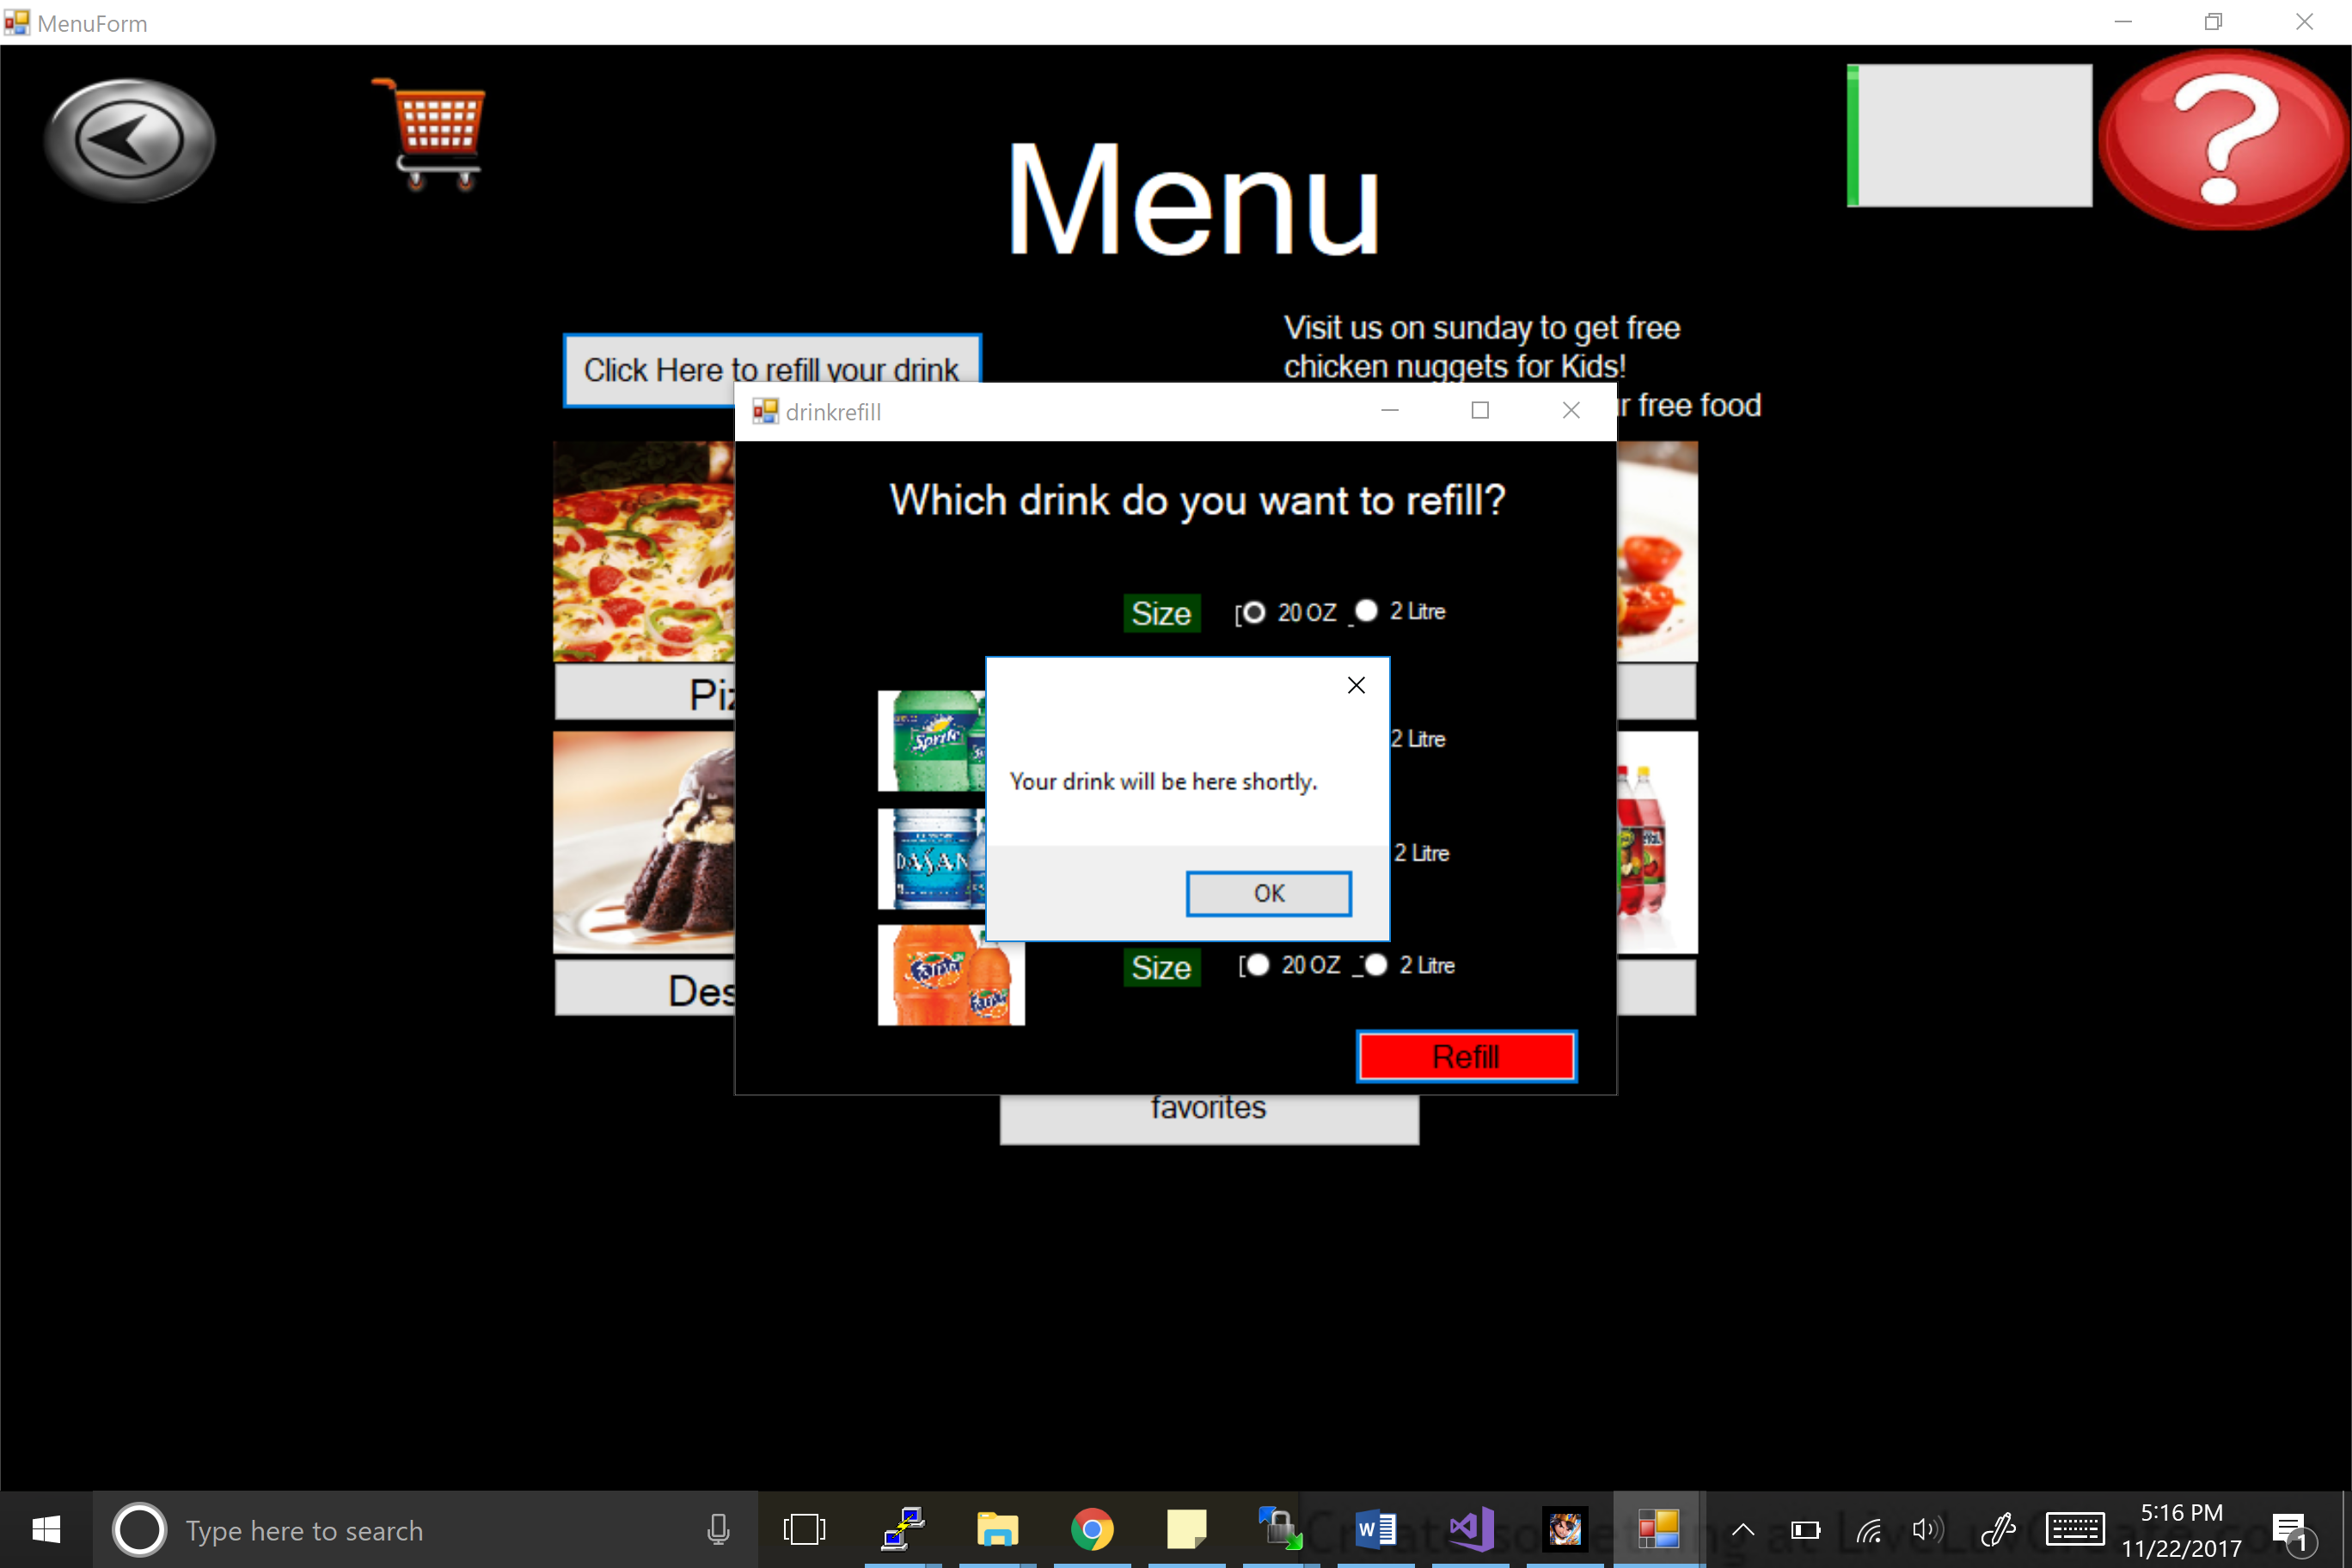 MenuForm
Menu
Visit us on sunday to get free
chicken nuggets for Kids!
Click Here to refill your drink
r free food
drinkrefill
Which drink do you want to refill?
Size 20 OZ 2 Litre
Sprite
2 Litre
Your drink will be here shortly.
DASAN
2 Litre
OK
Fanta
Size 20 OZ 2 Litre
Refill
favorites
Type here to search
5:16 PM
11/22/2017
1